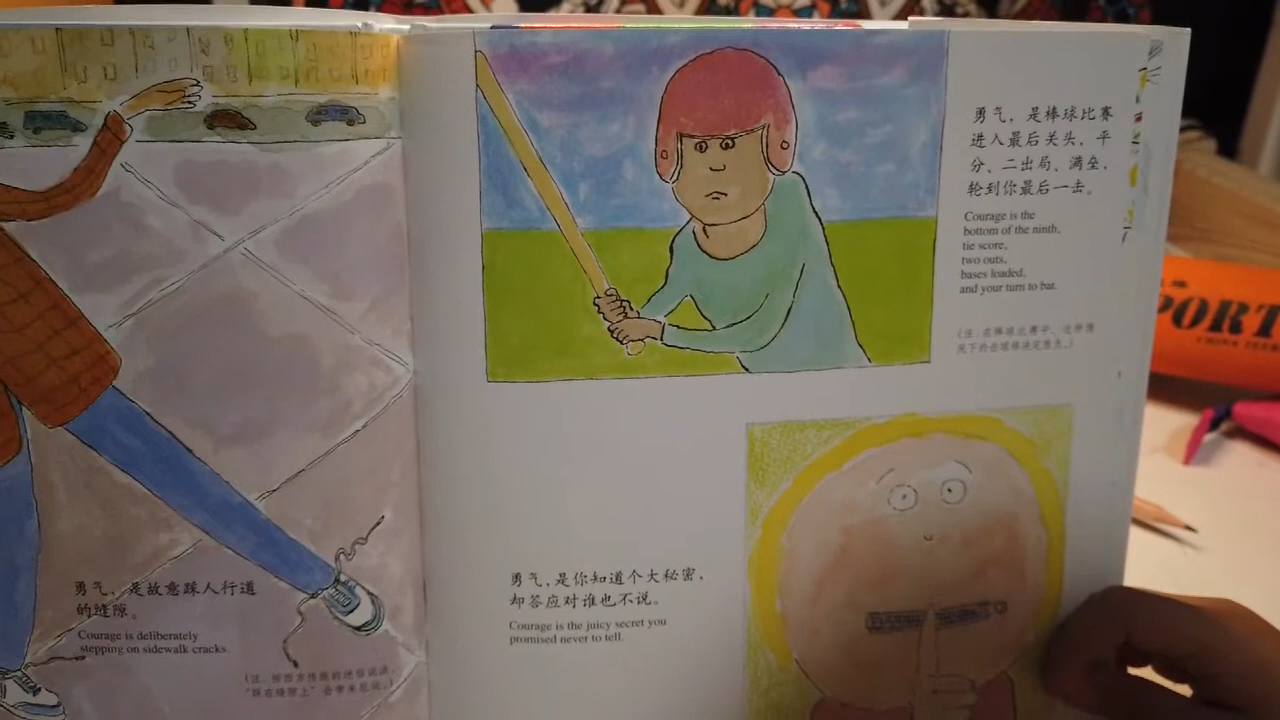 勇气，是故意踩人行道
的缝隙。
Courage is deliberately
stepping on sidewalk cracks.
勇气，是棒球比赛
进入最后关头，平
分、二出局、满垒，
轮到你最后一击。
Courage is the
bottom of the ninth,
tie score,
two outs,
bases loaded,
and your turn to bat.
勇气，是你知道个大秘密，
却答应对谁也不说。
Courage is the juicy secret you
promised never to tell.
PORT